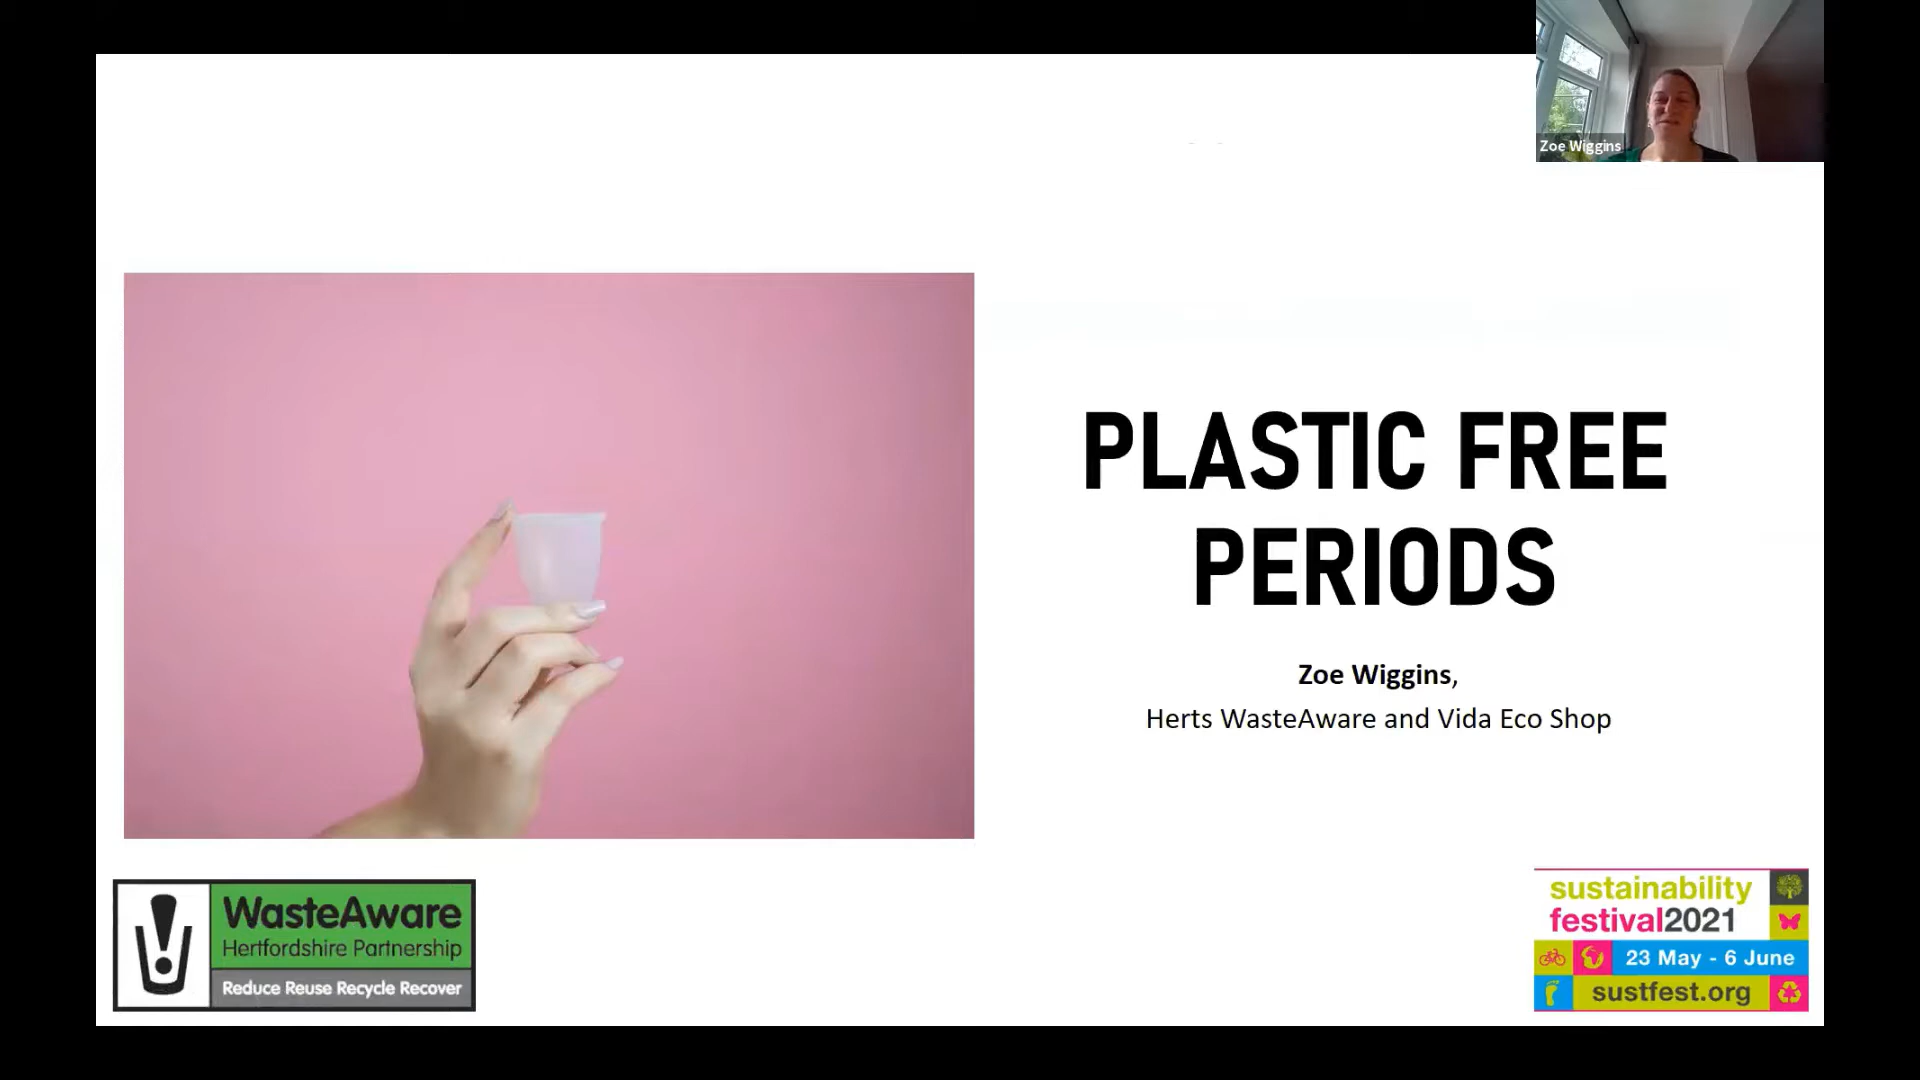 Zoe Wiggins
PLASTIC FREE
PERIODS
Zoe Wiggins,
Herts WasteAware and Vida Eco Shop
WasteAware
Hertfordshire Partnership
Reduce Reuse Recycle Recover
sustainability
festival2021
23 May - 6 June
sustfest.org